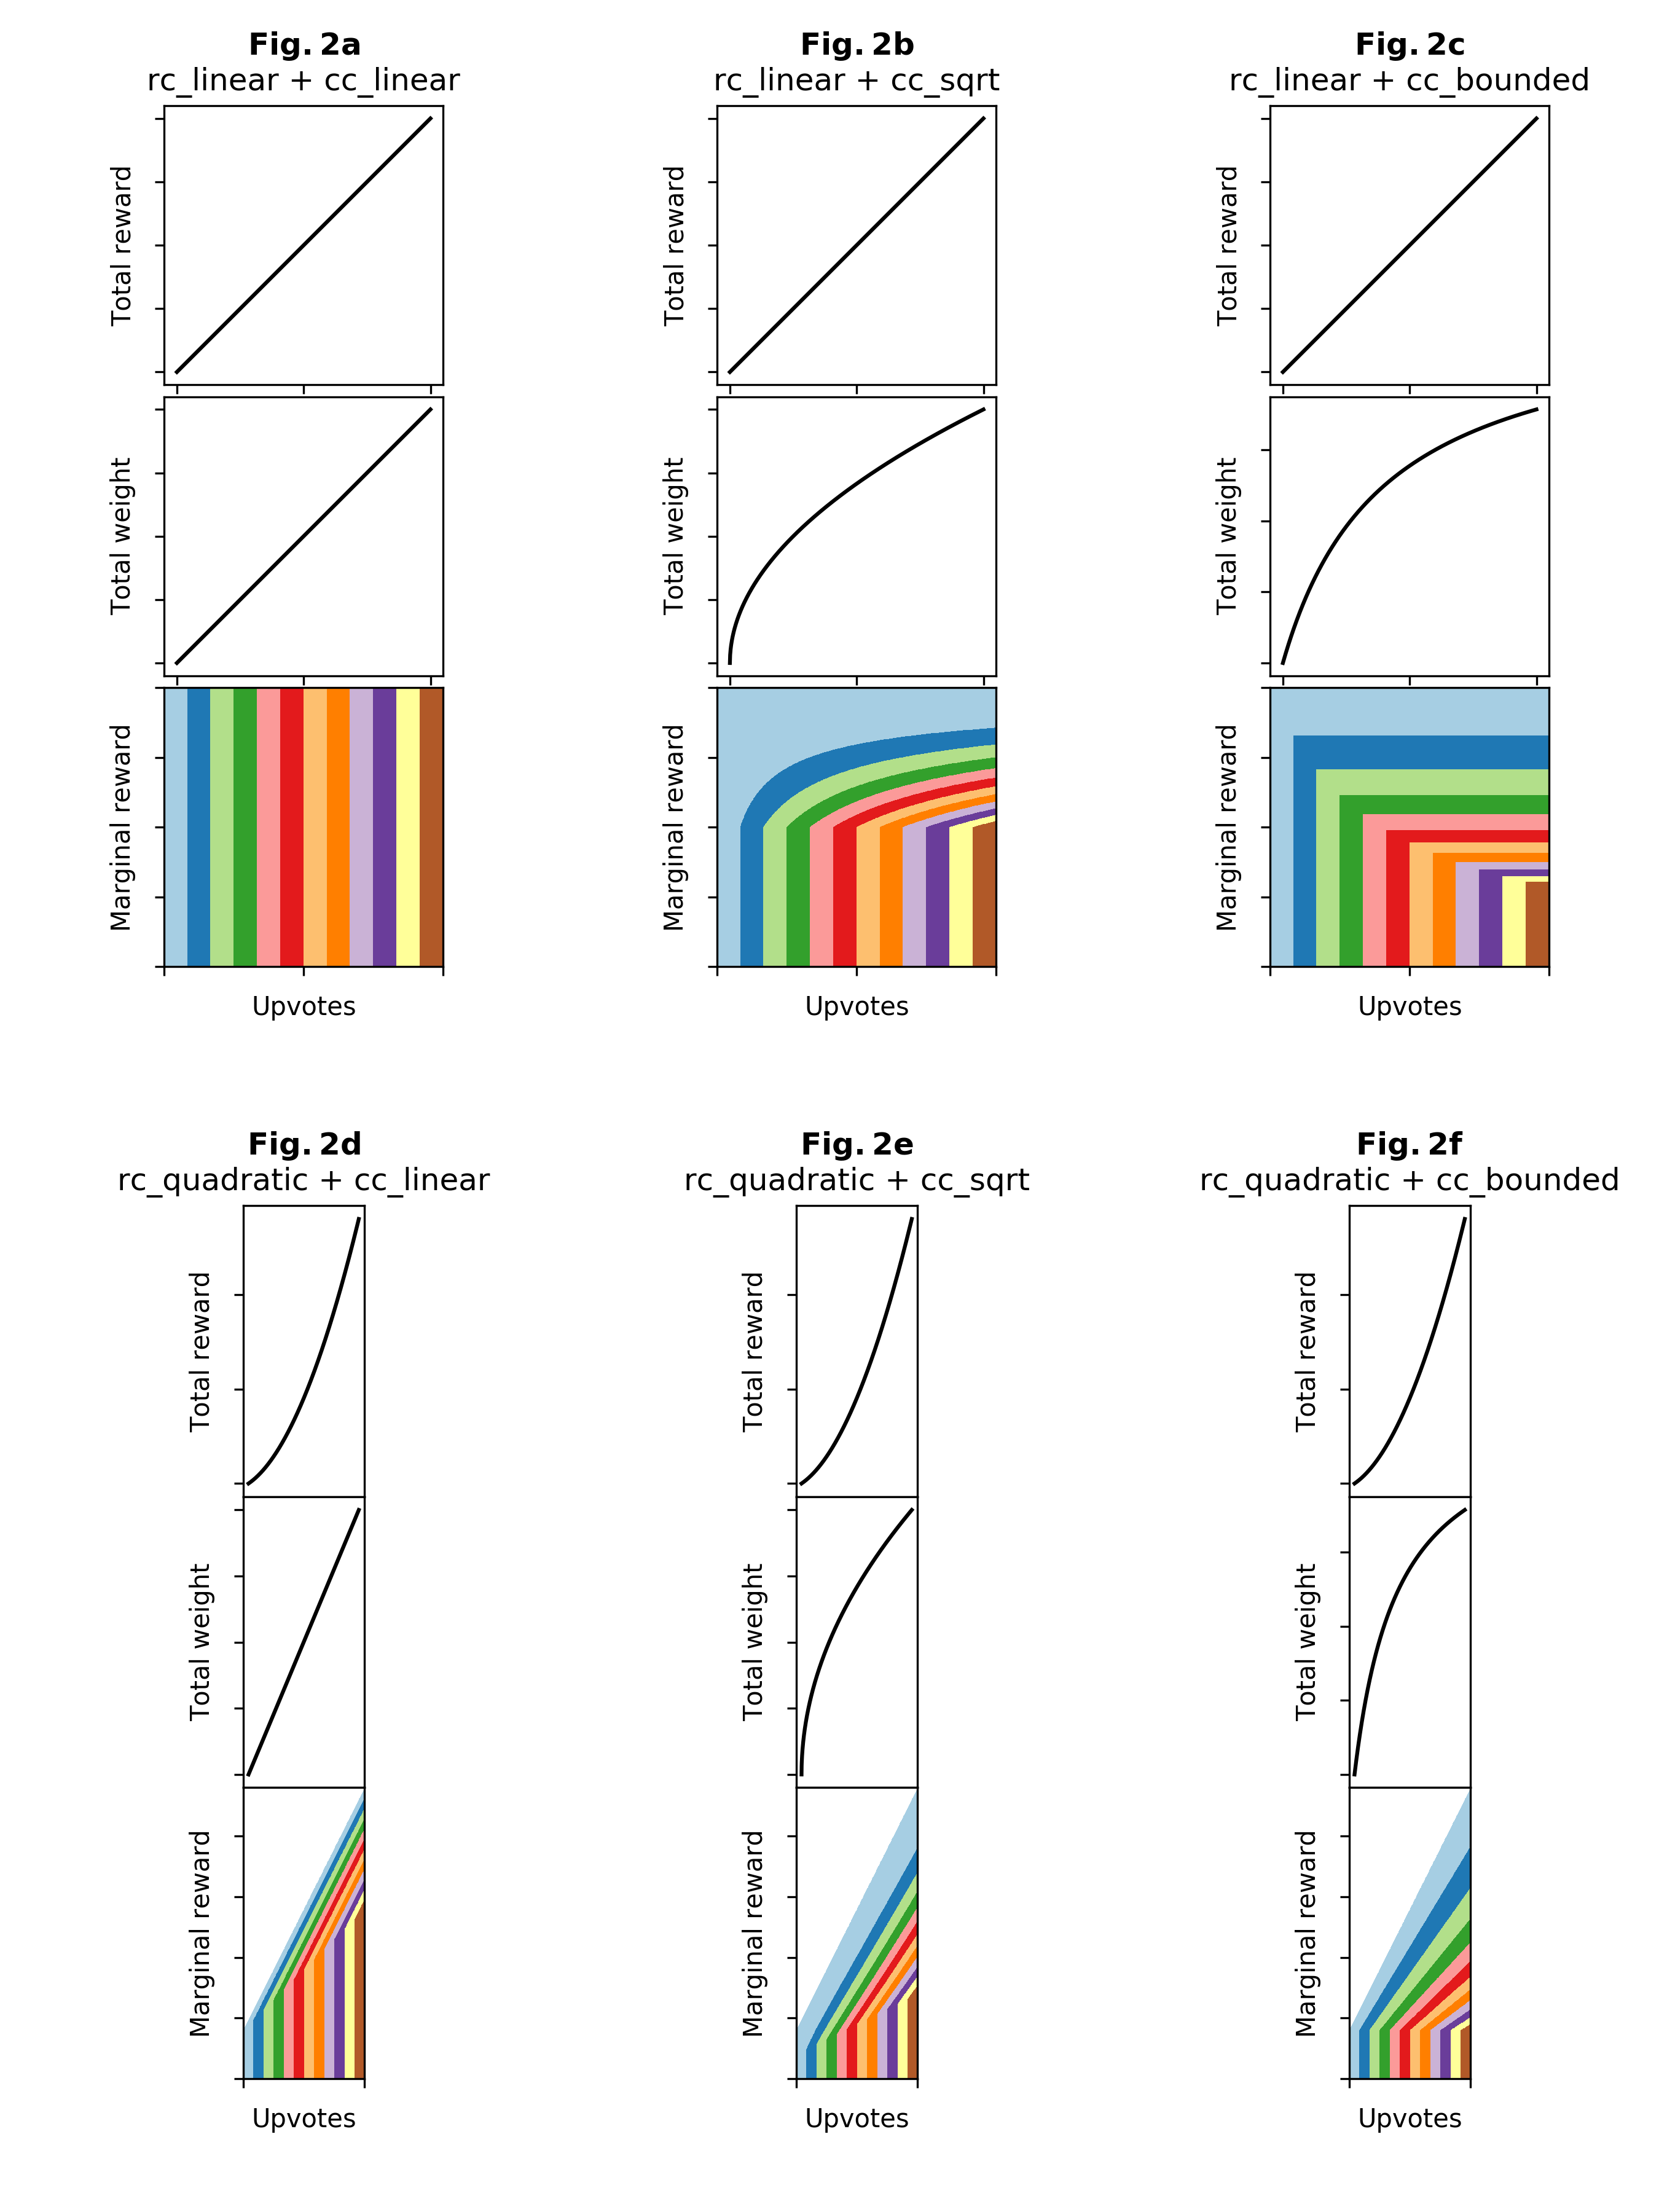 Fig. 2a
rc_linear + cc_linear
Total reward
Total weight
Marginal reward
Upvotes
Fig. 2b
rc_linear + cc_sqrt
Total reward
Total weight
Marginal reward
Upvotes
Fig. 2c
rc_linear + cc_bounded
Total reward
Total weight
Marginal reward
Upvotes
Fig. 2d
rc_quadratic + cc_linear
Total reward
Total weight
Marginal reward
Upvotes
Fig. 2e
rc_quadratic + cc_sqrt
Total reward
Total weight
Marginal reward
Upvotes
Fig. 2f
rc_quadratic + cc_bounded
Total reward
Total weight
Marginal reward
Upvotes